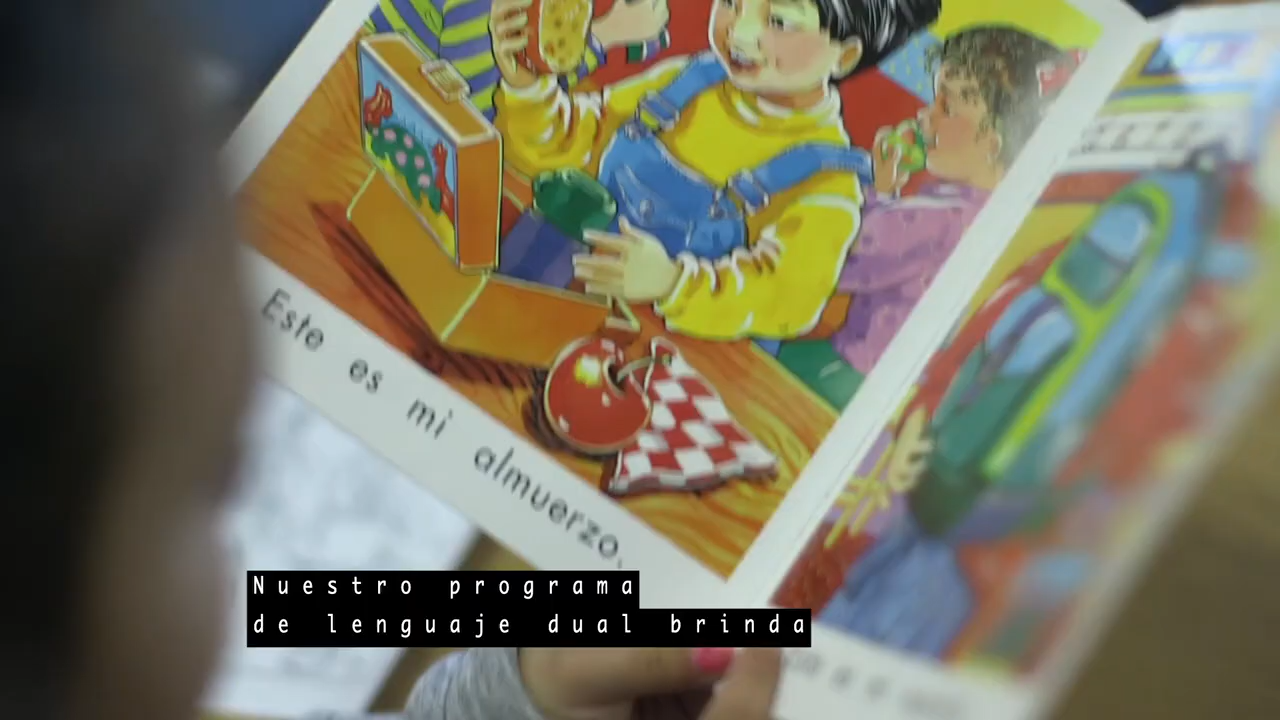 Este es mi almuerzo.
Nuestro programa
de lenguaje dual brinda